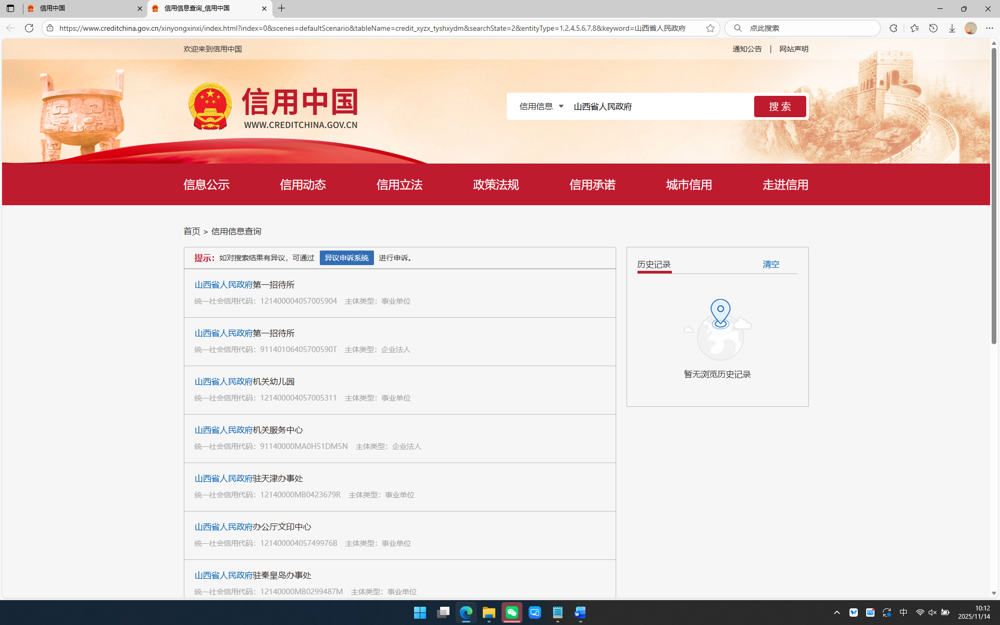 信用中国
信用信息查询_信用中国
https://www.creditchina.gov.cn/xinyongxinxi/index.html?index=0&scenes=defaultScenario&tableName=credit_xyzx_tyshxydm&searchState=2&entityType=1,2,4,5,6,7,8&keyword=山西省人民政府
点此搜索
欢迎来到信用中国
通知公告 | 网站声明
信用中国
WWW.CREDITCHINA.GOV.CN
信用信息 山西省人民政府 搜索
信息公示 信用动态 信用立法 政策法规 信用承诺 城市信用 走进信用
首页 > 信用信息查询
提示：如对搜索结果有异议，可通过 异议申诉系统 进行申诉。
山西省人民政府第一招待所
统一社会信用代码：121400004057005904 主体类型：事业单位
山西省人民政府第一招待所
统一社会信用代码：91140106405700590T 主体类型：企业法人
山西省人民政府机关幼儿园
统一社会信用代码：121400004057005311 主体类型：事业单位
山西省人民政府机关服务中心
统一社会信用代码：91140000MA0H51DM5N 主体类型：企业法人
山西省人民政府驻天津办事处
统一社会信用代码：12140000MB0423679R 主体类型：事业单位
山西省人民政府办公厅文印中心
统一社会信用代码：12140000405749976B 主体类型：事业单位
山西省人民政府驻秦皇岛办事处
统一社会信用代码：12140000MB0299487M 主体类型：事业单位
历史记录 清空
暂无浏览历史记录
中
10:12
2025/11/14